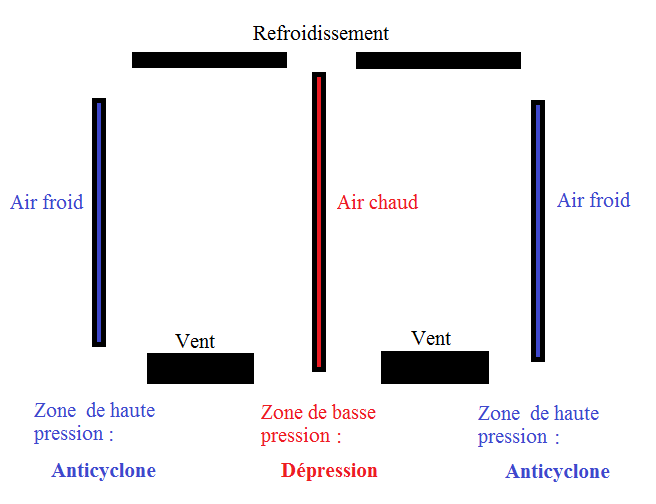 Refroidissement
Air froid
Air chaud
Air froid
Vent
Vent
Zone de haute
pression :
Anticyclone
Zone de basse
pression :
Dépression
Zone de haute
pression :
Anticyclone